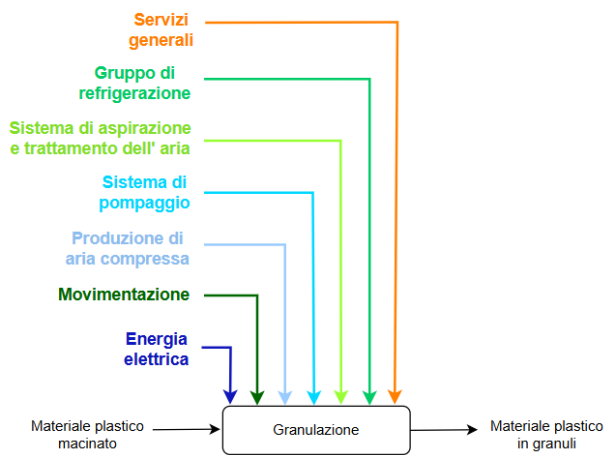 Servizi
generali
Gruppo di
refrigerazione
Sistema di aspirazione
e trattamento dell' aria
Sistema di
pompaggio
Produzione di
aria compressa
Movimentazione
Energia
elettrica
Materiale plastico
macinato
Granulazione
Materiale plastico
in granuli